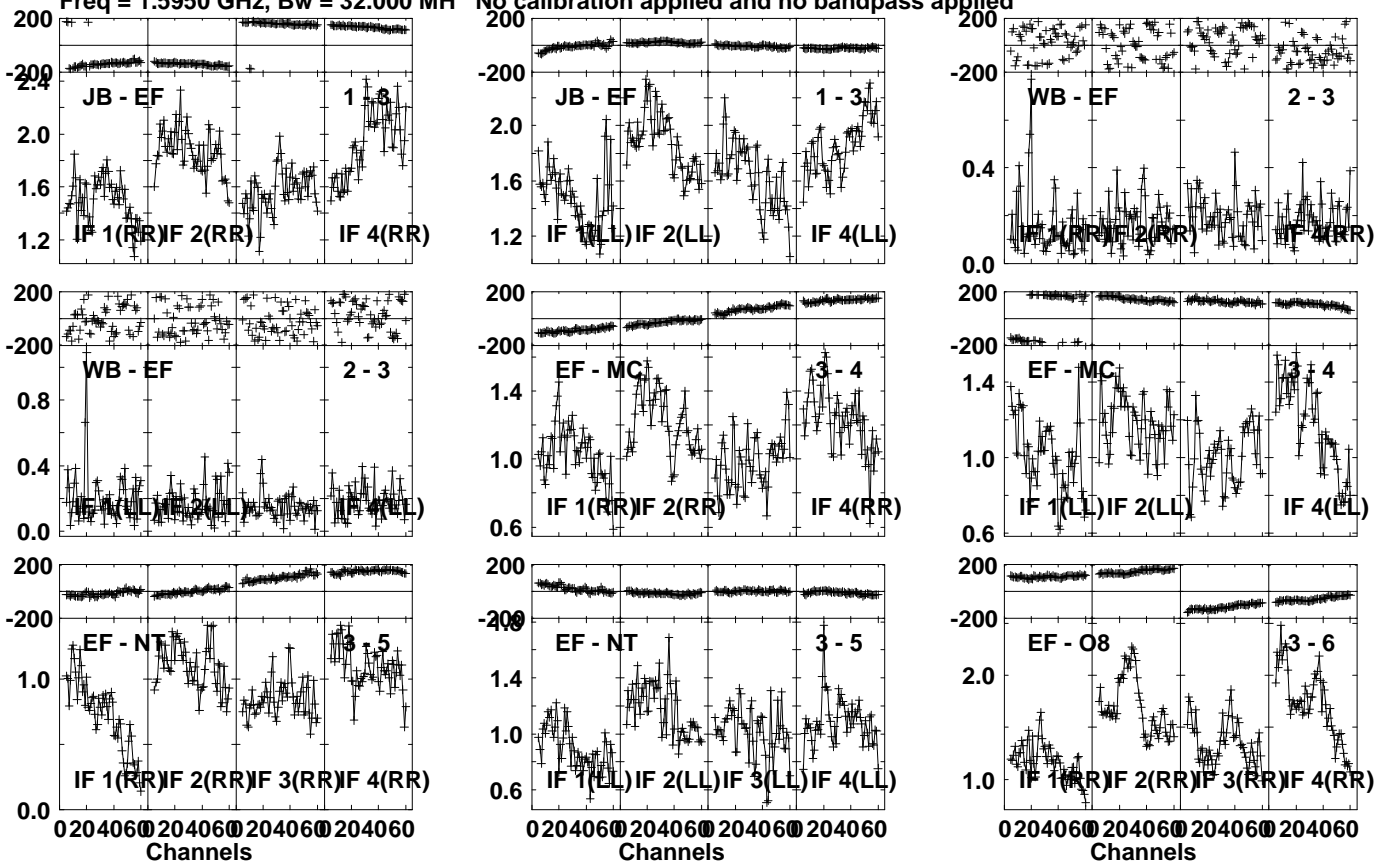 Freq = 1.5950 GHz, Bw = 32.000 MH No calibration applied and no bandpass applied
-200
2.4 2.0 1.6 1.2
JB - EF 1 - 3
IF 1(RR) IF 2(RR) IF 4(RR)
200
-200
2.0 1.6 1.2
JB - EF 1 - 3
IF 1(LL) IF 2(LL) IF 4(LL)
200
-200
0.4 0.0
WB - EF 2 - 3
IF 1(RR) IF 2(RR) IF 4(RR)
200
-200
0.8 0.4 0.0
WB - EF 2 - 3
IF 1(LL) IF 2(LL) IF 4(LL)
200
-200
1.4 1.0 0.6
EF - MC 3 - 4
IF 1(RR) IF 2(RR) IF 4(RR)
200
-200
1.4 1.0 0.6
EF - MC 3 - 4
IF 1(LL) IF 2(LL) IF 4(LL)
200
-200
1.0 0.0
EF - NT 3 - 5
IF 1(RR) IF 2(RR) IF 3(RR) IF 4(RR)
0 20 40 60 0 20 40 60 0 20 40 60 0 20 40 60
Channels
200
-200
1.8 1.4 1.0 0.6
EF - NT 3 - 5
IF 1(LL) IF 2(LL) IF 3(LL) IF 4(LL)
0 20 40 60 0 20 40 60 0 20 40 60 0 20 40 60
Channels
200
-200
2.0 1.0
EF - O8 3 - 6
IF 1(RR) IF 2(RR) IF 3(RR) IF 4(RR)
0 20 40 60 0 20 40 60 0 20 40 60 0 20 40 60
Channels